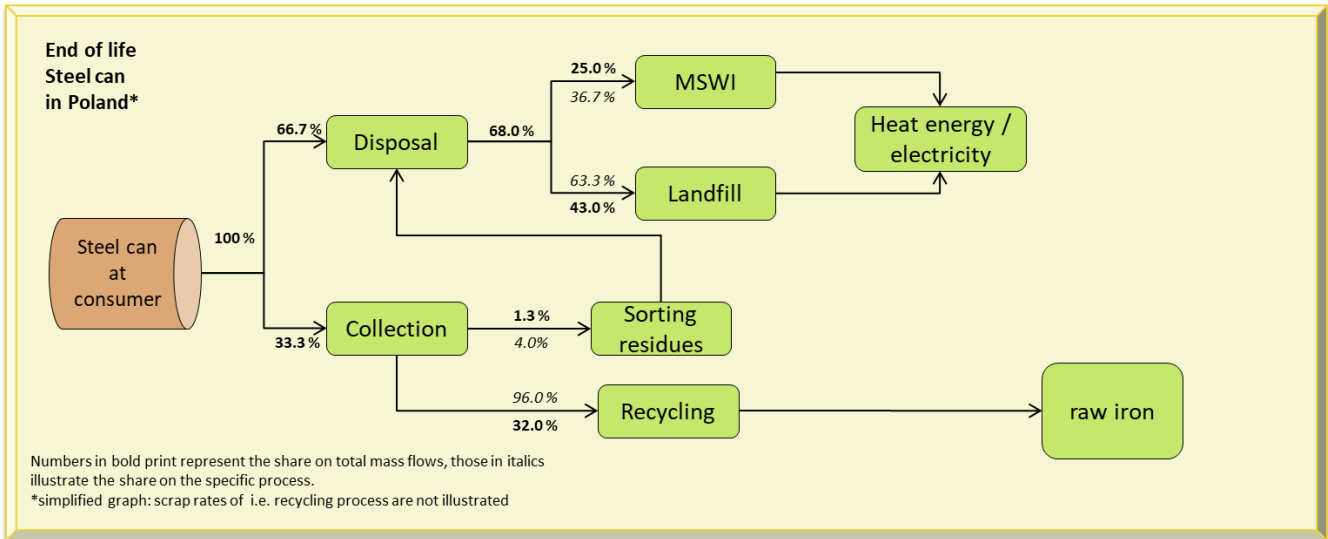 End of life
Steel can
in Poland*
25.0 %
36.7 %
MSWI
66.7 %
Disposal
68.0 %
Heat energy /
electricity
63.3 %
43.0 %
Landfill
Steel can
at
consumer
100 %
33.3 %
Collection
1.3 %
4.0%
Sorting
residues
96.0 %
32.0 %
Recycling
raw iron
Numbers in bold print represent the share on total mass flows, those in italics
illustrate the share on the specific process.
*simplified graph: scrap rates of i.e. recycling process are not illustrated